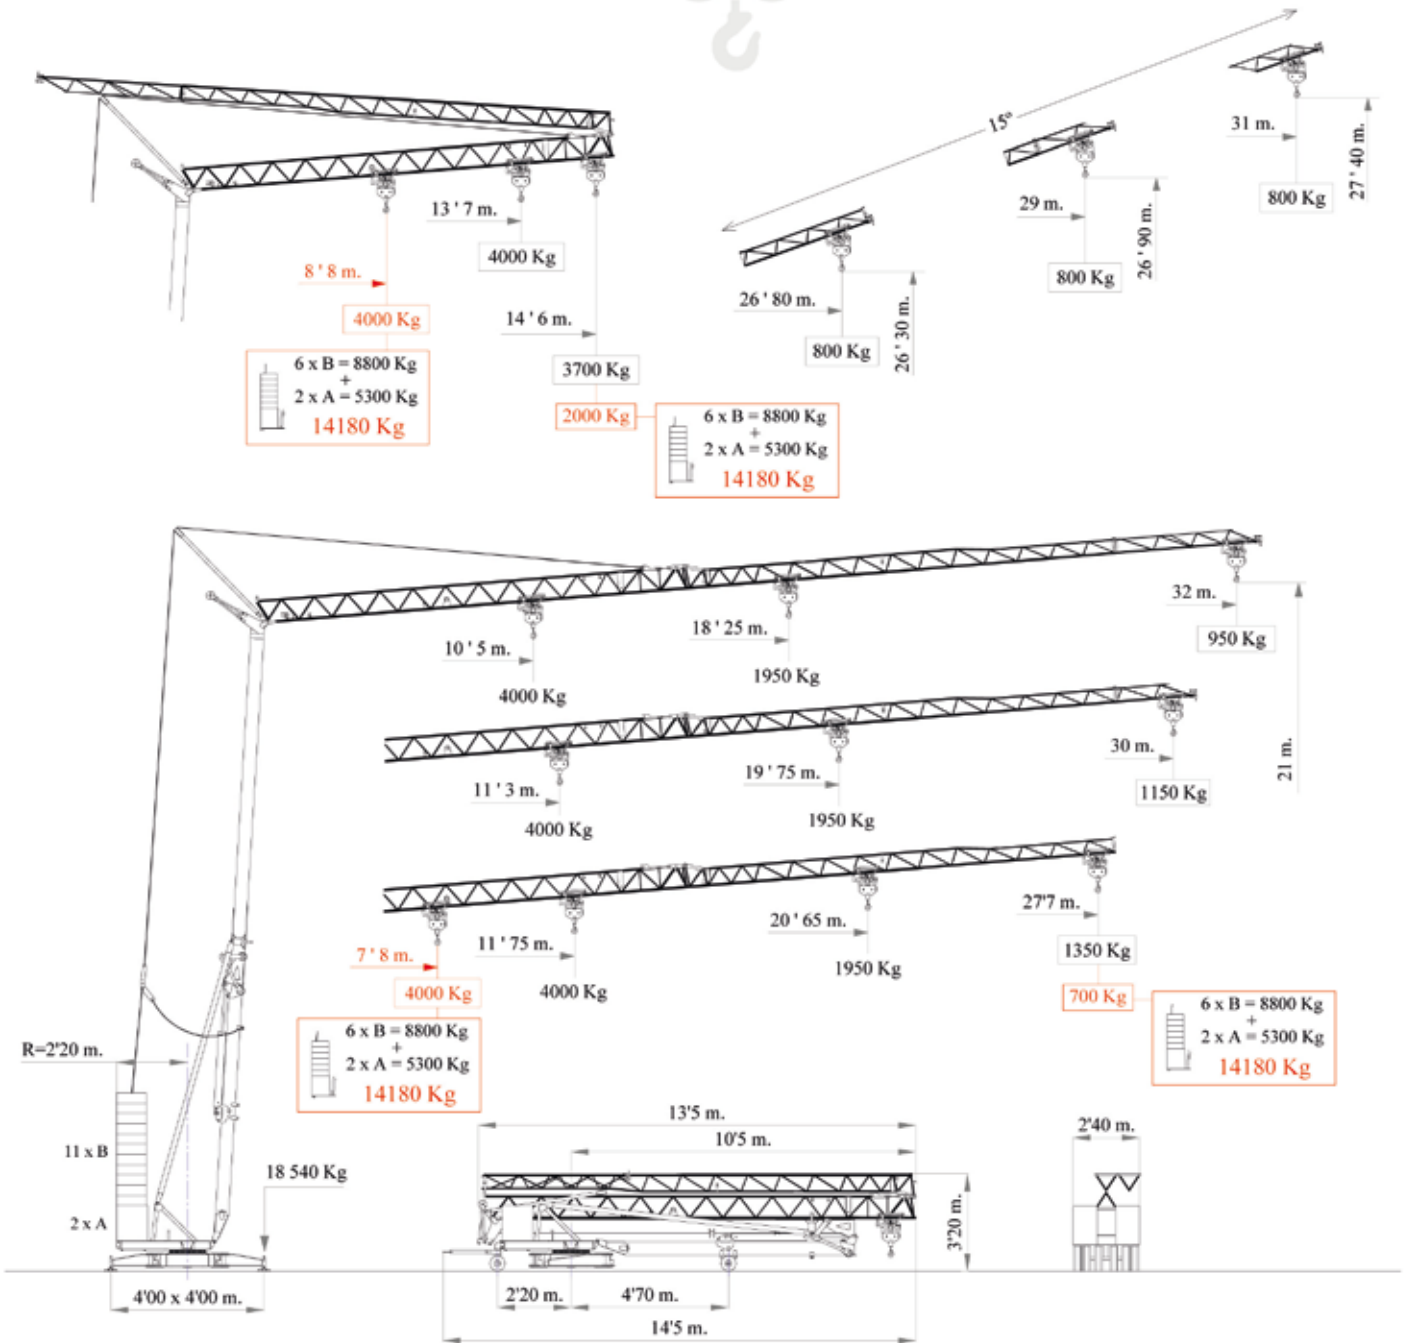 15º
31 m.
800 Kg
27 ' 40 m.
29 m.
800 Kg
26 ' 90 m.
26 ' 80 m.
800 Kg
26 ' 30 m.
13 ' 7 m.
4000 Kg
8 ' 8 m.
4000 Kg
6 x B = 8800 Kg
+
2 x A = 5300 Kg
14180 Kg
14 ' 6 m.
3700 Kg
2000 Kg
6 x B = 8800 Kg
+
2 x A = 5300 Kg
14180 Kg
10 ' 5 m.
4000 Kg
18 ' 25 m.
1950 Kg
32 m.
950 Kg
21 m.
11 ' 3 m.
4000 Kg
19 ' 75 m.
1950 Kg
30 m.
1150 Kg
7 ' 8 m.
4000 Kg
6 x B = 8800 Kg
+
2 x A = 5300 Kg
14180 Kg
11 ' 75 m.
4000 Kg
20 ' 65 m.
1950 Kg
27'7 m.
1350 Kg
700 Kg
6 x B = 8800 Kg
+
2 x A = 5300 Kg
14180 Kg
R=2'20 m.
11 x B
2 x A
18 540 Kg
4'00 x 4'00 m.
13'5 m.
10'5 m.
3'20 m.
2'20 m.
4'70 m.
14'5 m.
2'40 m.